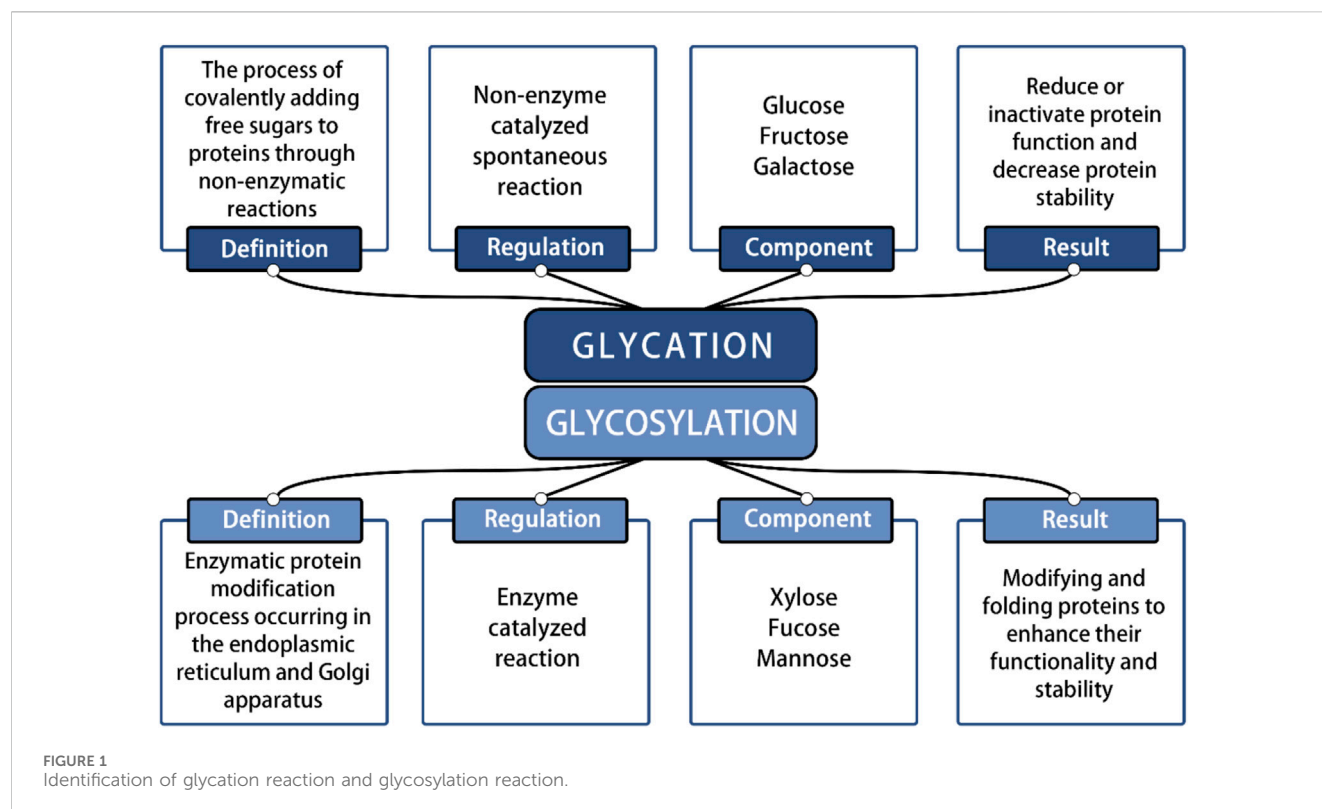 The process of
covalently adding
free sugars to
proteins through
non-enzymatic
reactions
Definition
Non-enzyme
catalyzed
spontaneous
reaction
Regulation
Glucose
Fructose
Galactose
Component
Reduce or
inactivate protein
function and
decrease protein
stability
Result
GLYCATION
GLYCOSYLATION
Definition
Enzymatic protein
modification
process occurring in
the endoplasmic
reticulum and Golgi
apparatus
Regulation
Enzyme
catalyzed
reaction
Component
Xylose
Fucose
Mannose
Result
Modifying and
folding proteins to
enhance their
functionality and
stability
FIGURE 1
Identification of glycation reaction and glycosylation reaction.